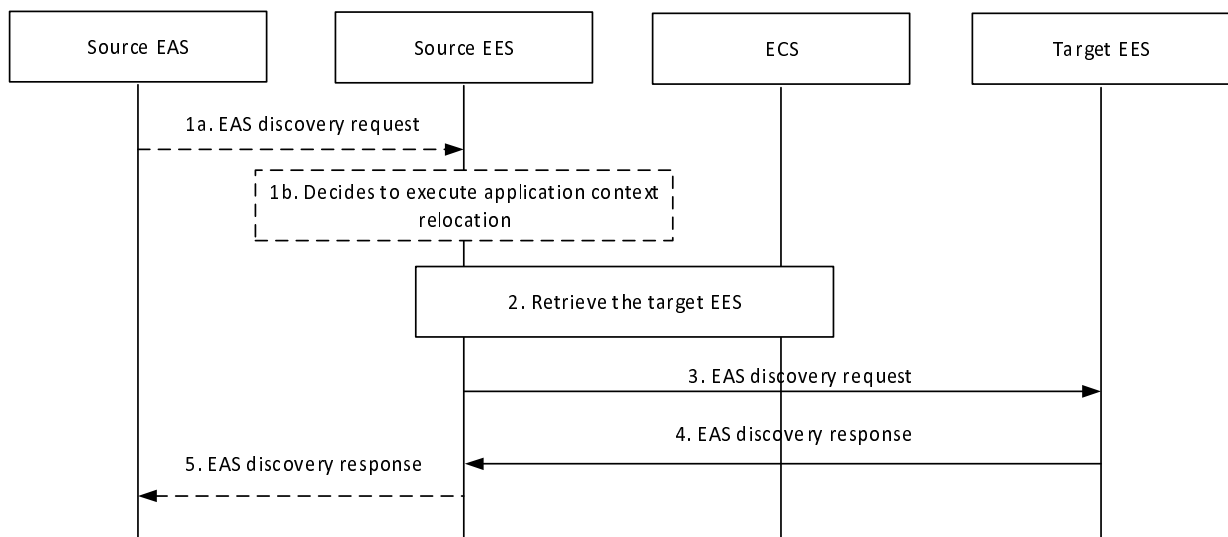 Source EAS
Source EES
ECS
Target EES
1a. EAS discovery request
1b. Decides to execute application context
relocation
2. Retrieve the target EES
3. EAS discovery request
4. EAS discovery response
5. EAS discovery response